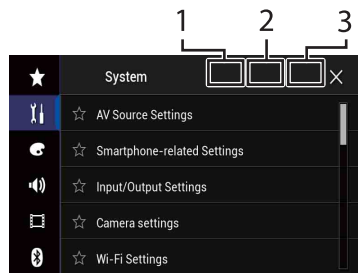 1 2 3
System
AV Source Settings
Smartphone-related Settings
Input/Output Settings
Camera settings
Wi-Fi Settings